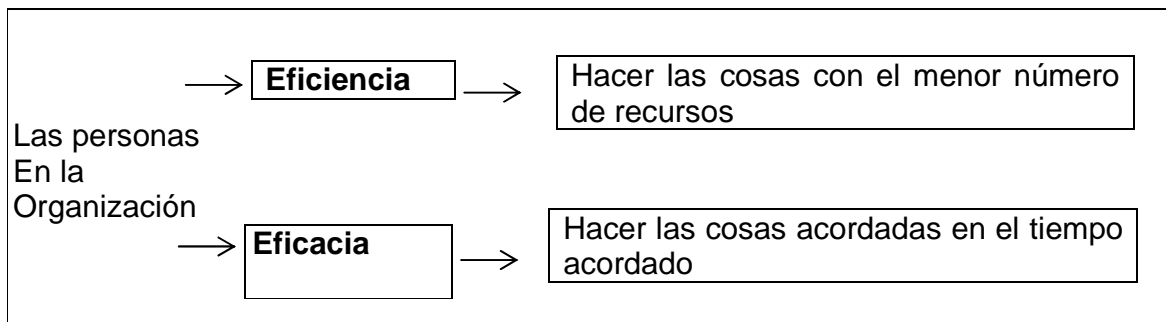 Eficiencia
Hacer las cosas con el menor número
de recursos
Las personas
En la
Organización
Eficacia
Hacer las cosas acordadas en el tiempo
acordado